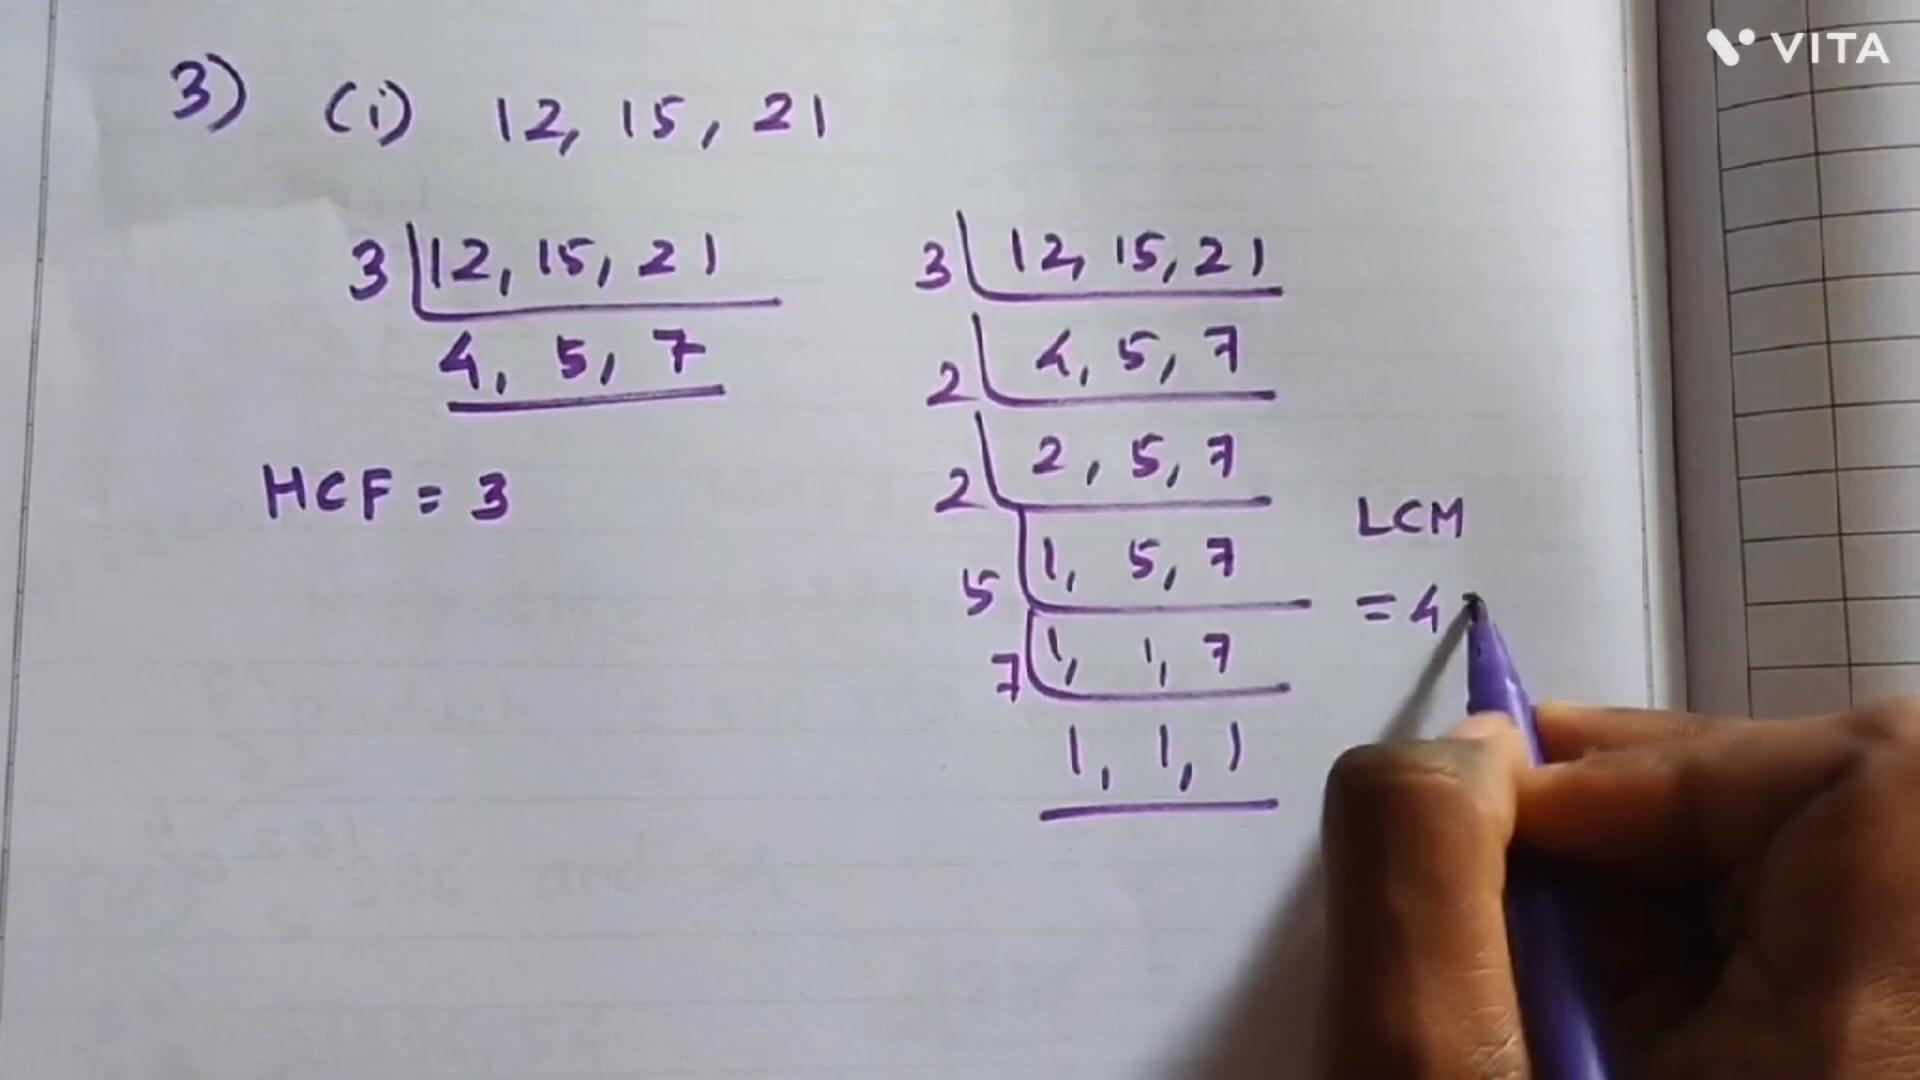 VITA
3) (i) 12, 15, 21
3 12, 15, 21
4, 5, 7
HCF = 3
3 12, 15, 21
2 4, 5, 7
2 2, 5, 7
5 1, 5, 7
7 1, 1, 7
1, 1, 1
LCM
= 4